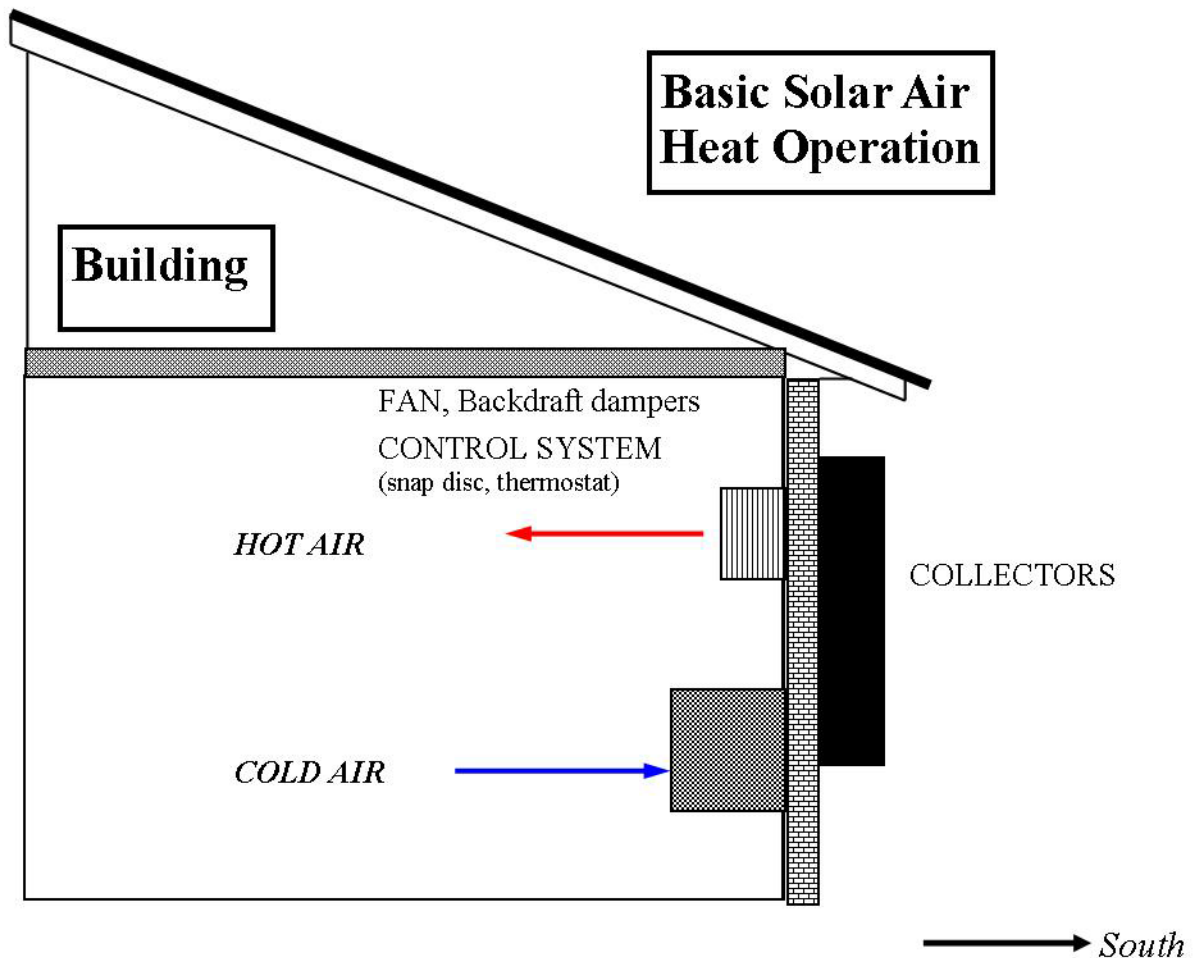 Basic Solar Air
Heat Operation
Building
FAN, Backdraft dampers
CONTROL SYSTEM
(snap disc, thermostat)
HOT AIR
COLLECTORS
COLD AIR
South